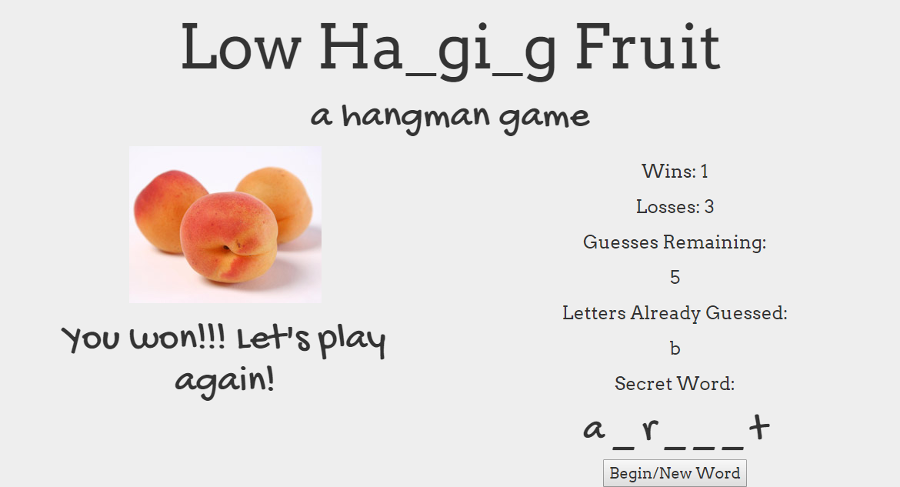 Low Ha_gi_g Fruit
a hangman game
You won!!! Let's play
again!
Wins: 1
Losses: 3
Guesses Remaining:
5
Letters Already Guessed:
b
Secret Word:
a _ r _ _ _ t
Begin/New Word